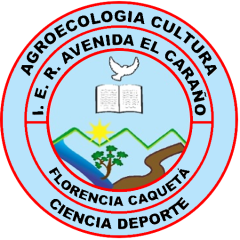 AGROECOLOGIA CULTURA
I. E. R. AVENIDA EL CARAÑO
FLORENCIA CAQUETÁ
CIENCIA DEPORTE